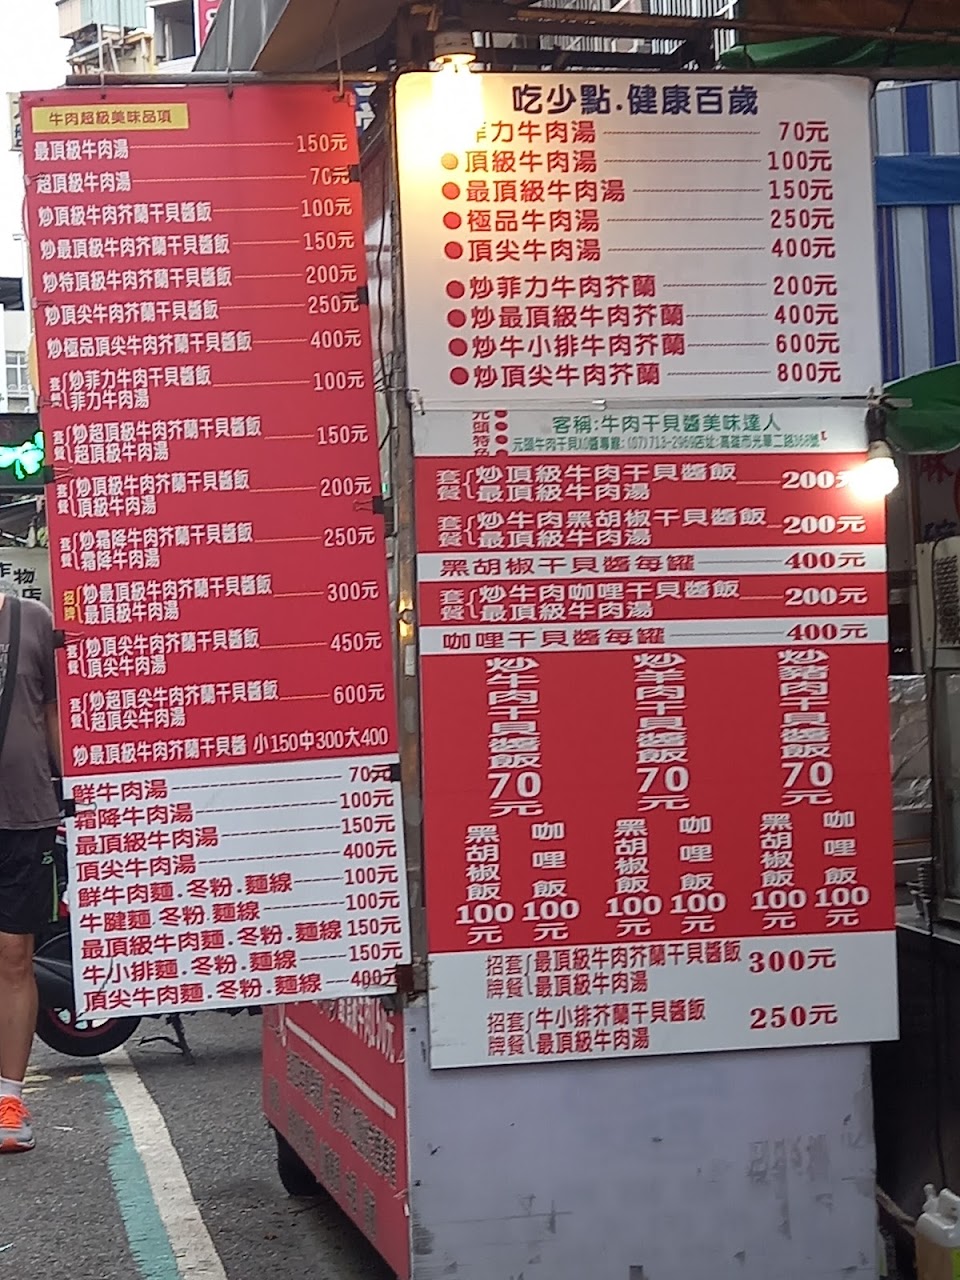 牛肉超級美味品項
最頂級牛肉湯 150元
超頂級牛肉湯 70元
炒頂級牛肉芥蘭干貝醬飯 100元
炒最頂級牛肉芥蘭干貝醬飯 150元
炒特頂級牛肉芥蘭干貝醬飯 200元
炒頂尖牛肉芥蘭干貝醬飯 250元
炒極品頂尖牛肉芥蘭干貝醬飯 400元
套餐 炒菲力牛肉干貝醬飯 100元
菲力牛肉湯
套餐 炒超頂級牛肉芥蘭干貝醬飯 150元
超頂級牛肉湯
套餐 炒頂級牛肉芥蘭干貝醬飯 200元
頂級牛肉湯
套餐 炒霜降牛肉芥蘭干貝醬飯 250元
霜降牛肉湯
招牌 炒最頂級牛肉芥蘭干貝醬飯 300元
最頂級牛肉湯
套餐 炒頂尖牛肉芥蘭干貝醬飯 450元
頂尖牛肉湯
套餐 炒超頂尖牛肉芥蘭干貝醬飯 600元
超頂尖牛肉湯
炒最頂級牛肉芥蘭干貝醬 小150中300大400
鮮牛肉湯 70元
霜降牛肉湯 100元
最頂級牛肉湯 150元
頂尖牛肉湯 400元
鮮牛肉麵.冬粉.麵線 100元
牛腱麵.冬粉.麵線 100元
最頂級牛肉麵.冬粉.麵線 150元
牛小排麵.冬粉.麵線 150元
頂尖牛肉麵.冬粉.麵線 400元
吃少點.健康百歲
菲力牛肉湯 70元
頂級牛肉湯 100元
最頂級牛肉湯 150元
極品牛肉湯 250元
頂尖牛肉湯 400元
炒菲力牛肉芥蘭 200元
炒最頂級牛肉芥蘭 400元
炒牛小排牛肉芥蘭 600元
炒頂尖牛肉芥蘭 800元
元頭特色
客稱:牛肉干貝醬美味達人
元頭牛肉干貝XO醬專賣:(07)713-2969店址:高雄市光華二路358號
套餐 炒頂級牛肉干貝醬飯 200
最頂級牛肉湯
套餐 炒牛肉黑胡椒干貝醬飯 200元
最頂級牛肉湯
黑胡椒干貝醬每罐 400元
套餐 炒牛肉咖哩干貝醬飯 200元
最頂級牛肉湯
咖哩干貝醬每罐 400元
炒牛肉干貝醬飯70元
炒羊肉干貝醬飯70元
炒豬肉干貝醬飯70元
黑胡椒飯100元
咖哩飯100元
黑胡椒飯100元
咖哩飯100元
黑胡椒飯100元
咖哩飯100元
招牌套餐 最頂級牛肉芥蘭干貝醬飯 300元
最頂級牛肉湯
招牌套餐 牛小排芥蘭干貝醬飯 250元
最頂級牛肉湯